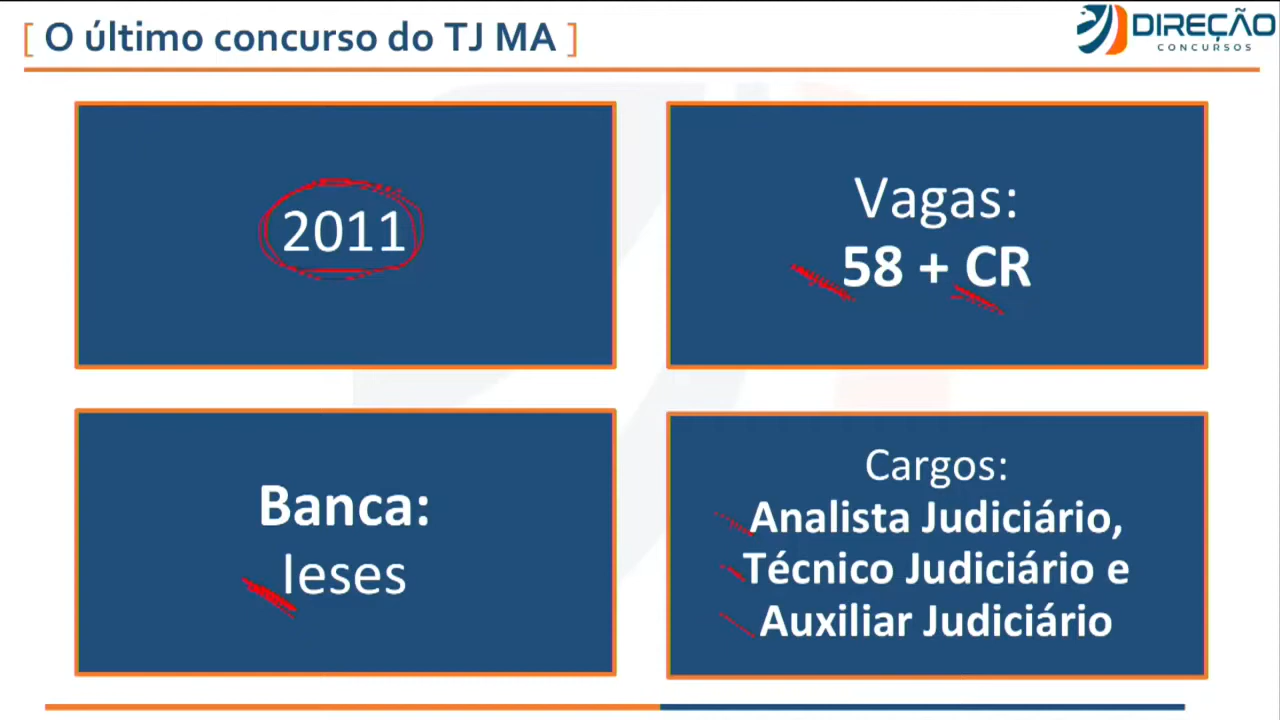 [ O último concurso do TJ MA ]
DIREÇÃO
CONCURSOS
2011
Vagas:
58 + CR
Banca:
Ieses
Cargos:
Analista Judiciário,
Técnico Judiciário e
Auxiliar Judiciário